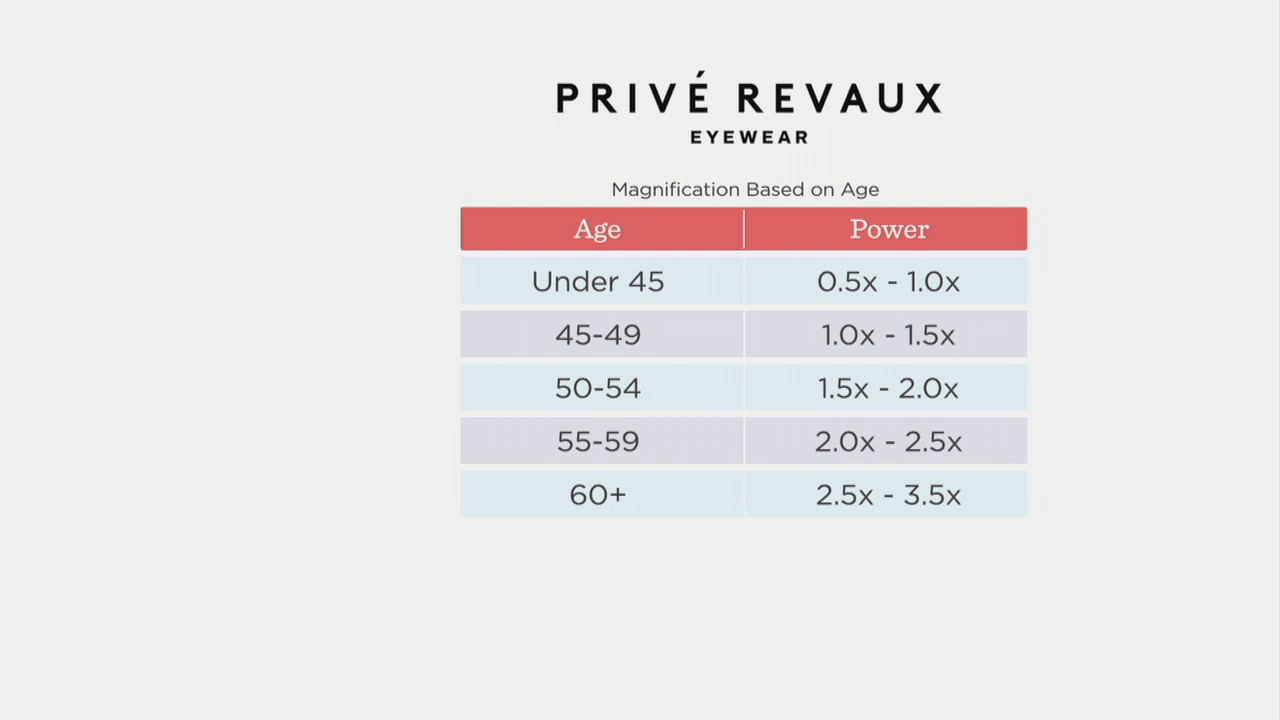 PRIVÉ REVAUX
EYEWEAR
Magnification Based on Age
Age Power
Under 45 0.5x - 1.0x
45-49 1.0x - 1.5x
50-54 1.5x - 2.0x
55-59 2.0x - 2.5x
60+ 2.5x - 3.5x